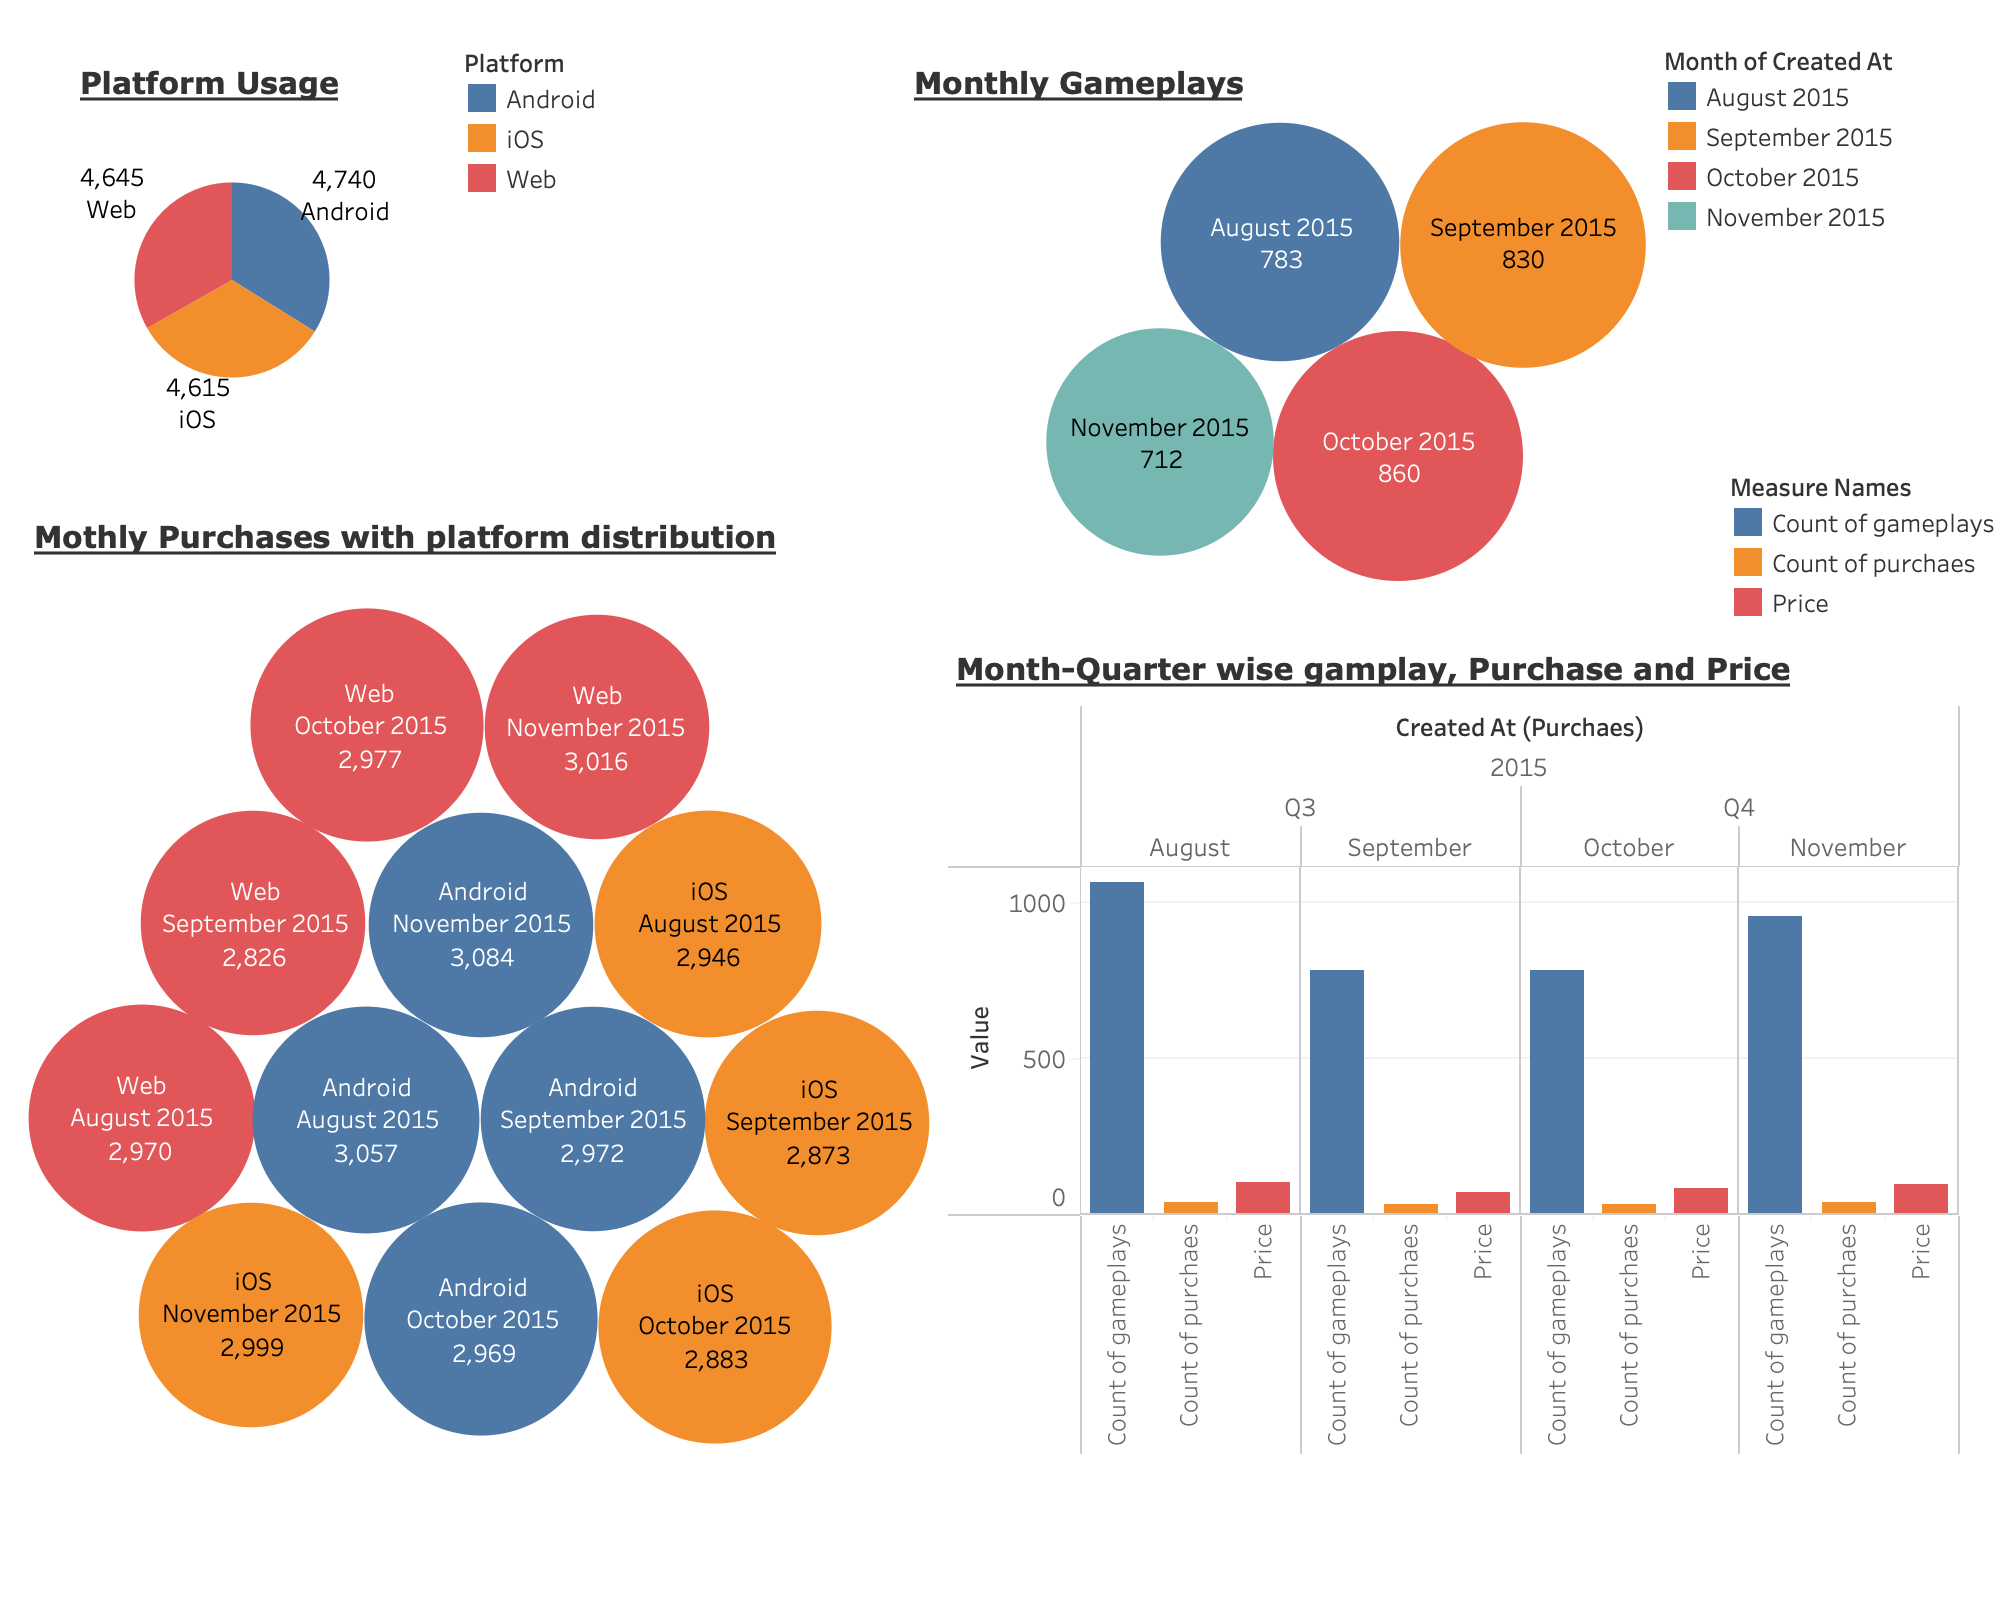 Platform Usage
Platform
Android
iOS
Web
4,645
Web
4,740
Android
4,615
iOS
Monthly Gameplays
Month of Created At
August 2015
September 2015
October 2015
November 2015
August 2015
783
September 2015
830
November 2015
712
October 2015
860
Measure Names
Count of gameplays
Count of purchaes
Price
Mothly Purchases with platform distribution
Web
October 2015
2,977
Web
November 2015
3,016
Web
September 2015
2,826
Android
November 2015
3,084
iOS
August 2015
2,946
Web
August 2015
2,970
Android
August 2015
3,057
Android
September 2015
2,972
iOS
September 2015
2,873
iOS
November 2015
2,999
Android
October 2015
2,969
iOS
October 2015
2,883
Month-Quarter wise gamplay, Purchase and Price
Created At (Purchaes)
2015
Q3
Q4
August
September
October
November
1000
500
0
Value
Count of gameplays
Count of purchaes
Price
Count of gameplays
Count of purchaes
Price
Count of gameplays
Count of purchaes
Price
Count of gameplays
Count of purchaes
Price